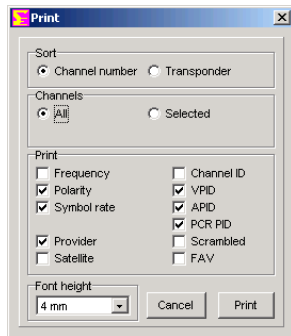 Print
Sort
Channel number Transponder
Channels
All Selected
Print
Frequency Channel ID
Polarity VPID
Symbol rate APID
PCR PID
Provider Scrambled
Satellite FAV
Font height
4 mm Cancel Print